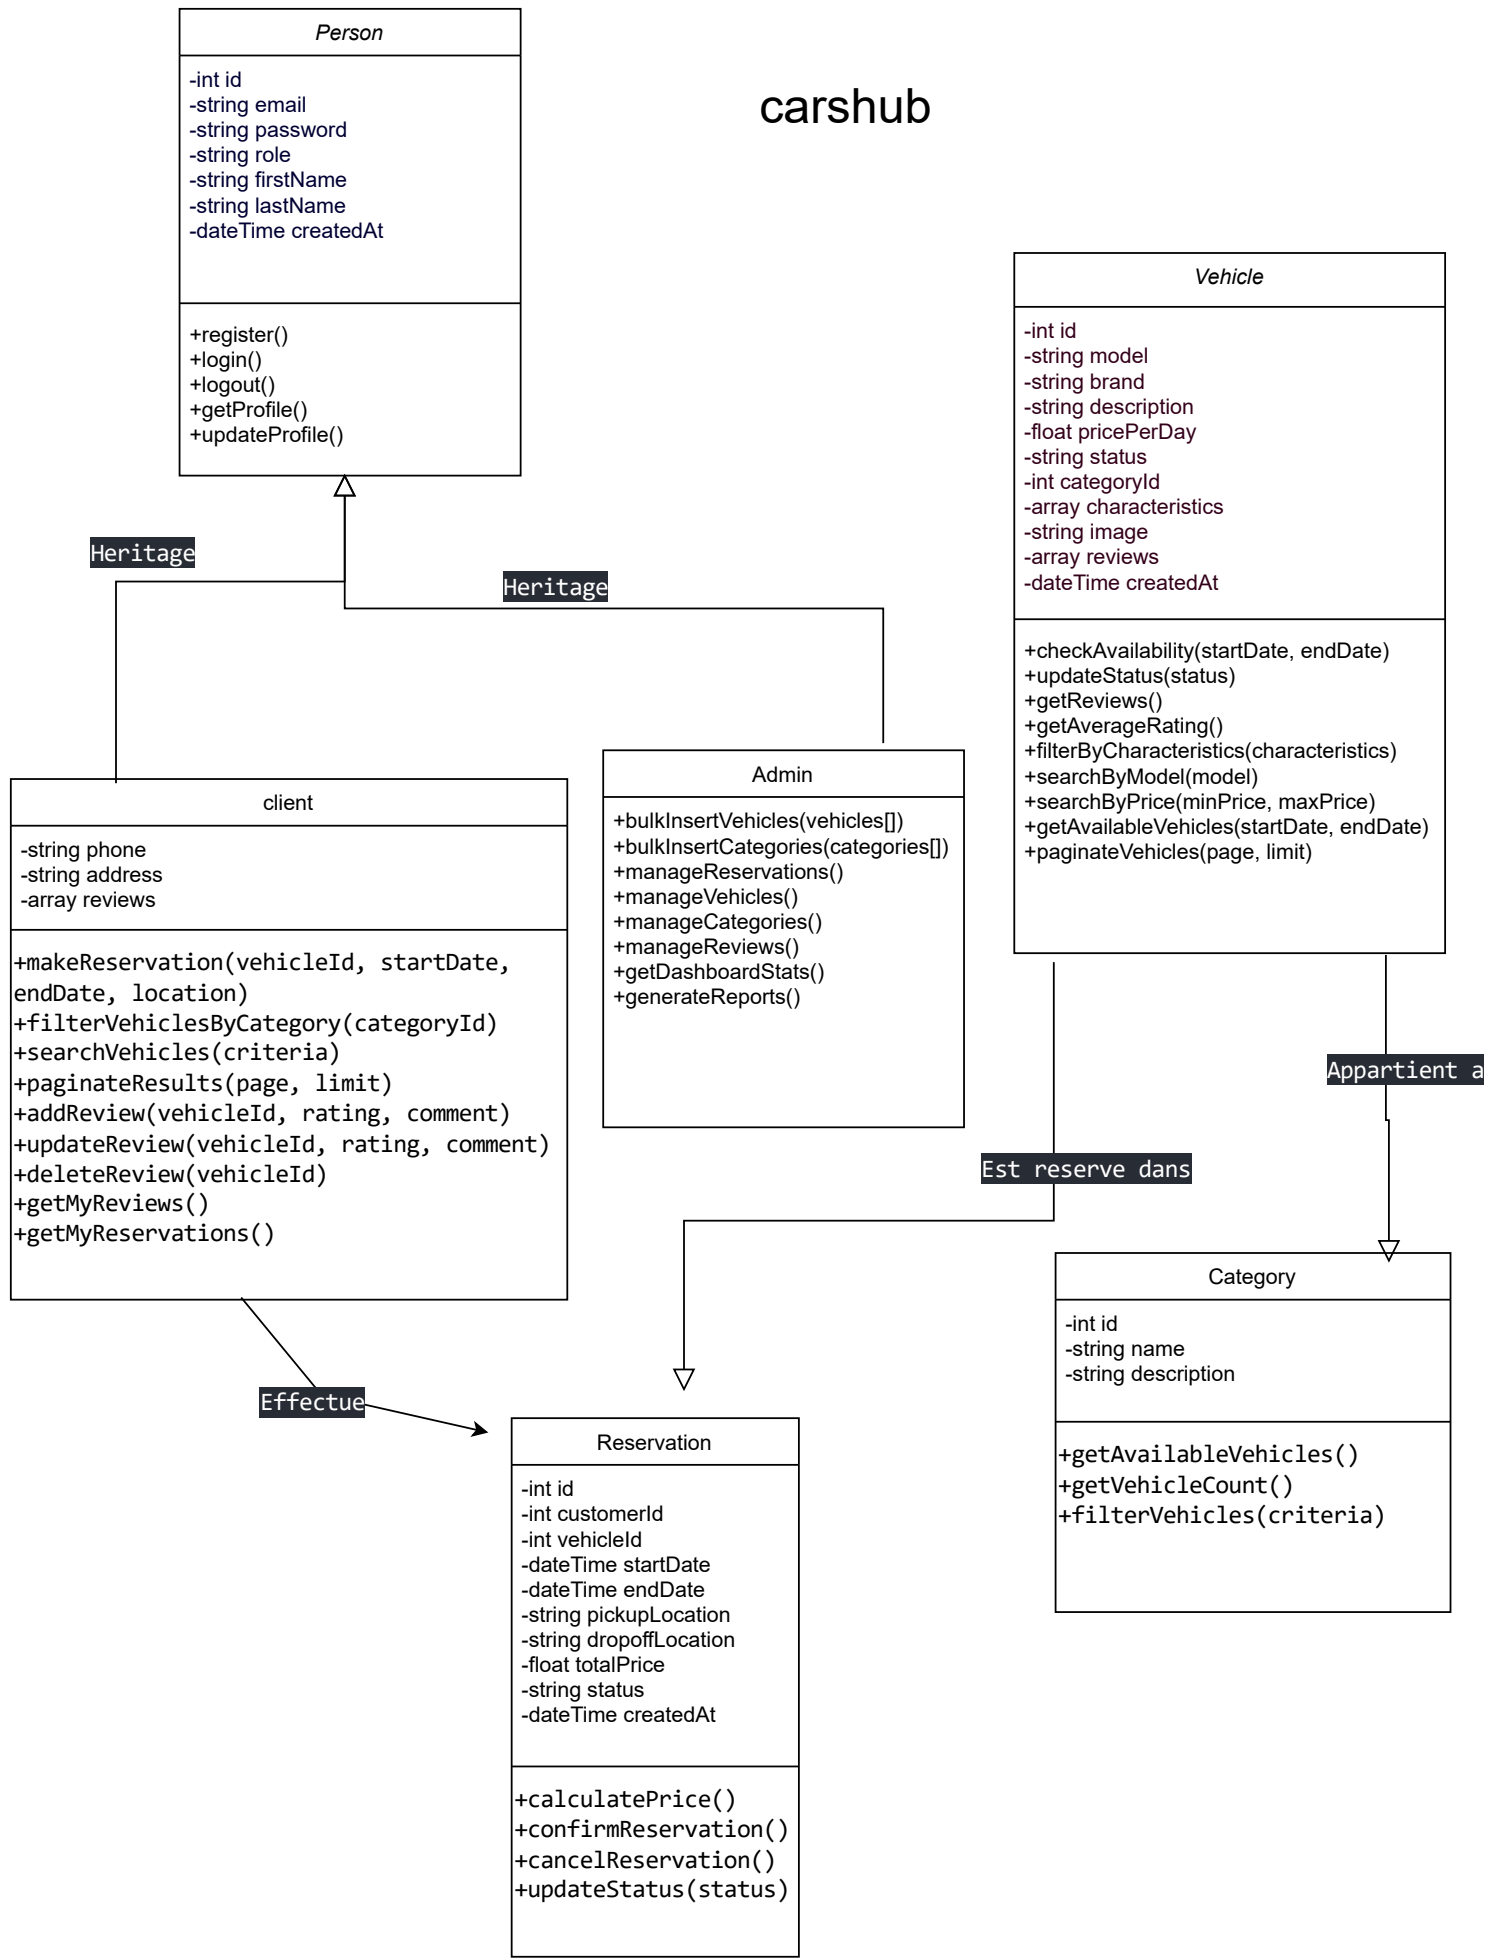 Person
-int id
-string email
-string password
-string role
-string firstName
-string lastName
-dateTime createdAt
+register()
+login()
+logout()
+getProfile()
+updateProfile()
carshub
Vehicle
-int id
-string model
-string brand
-string description
-float pricePerDay
-string status
-int categoryId
-array characteristics
-string image
-array reviews
-dateTime createdAt
+checkAvailability(startDate, endDate)
+updateStatus(status)
+getReviews()
+getAverageRating()
+filterByCharacteristics(characteristics)
+searchByModel(model)
+searchByPrice(minPrice, maxPrice)
+getAvailableVehicles(startDate, endDate)
+paginateVehicles(page, limit)
Heritage
Heritage
client
-string phone
-string address
-array reviews
+makeReservation(vehicleId, startDate,
endDate, location)
+filterVehiclesByCategory(categoryId)
+searchVehicles(criteria)
+paginateResults(page, limit)
+addReview(vehicleId, rating, comment)
+updateReview(vehicleId, rating, comment)
+deleteReview(vehicleId)
+getMyReviews()
+getMyReservations()
Admin
+bulkInsertVehicles(vehicles[])
+bulkInsertCategories(categories[])
+manageReservations()
+manageVehicles()
+manageCategories()
+manageReviews()
+getDashboardStats()
+generateReports()
Appartient a
Est reserve dans
Effectue
Category
-int id
-string name
-string description
+getAvailableVehicles()
+getVehicleCount()
+filterVehicles(criteria)
Reservation
-int id
-int customerId
-int vehicleId
-dateTime startDate
-dateTime endDate
-string pickupLocation
-string dropoffLocation
-float totalPrice
-string status
-dateTime createdAt
+calculatePrice()
+confirmReservation()
+cancelReservation()
+updateStatus(status)